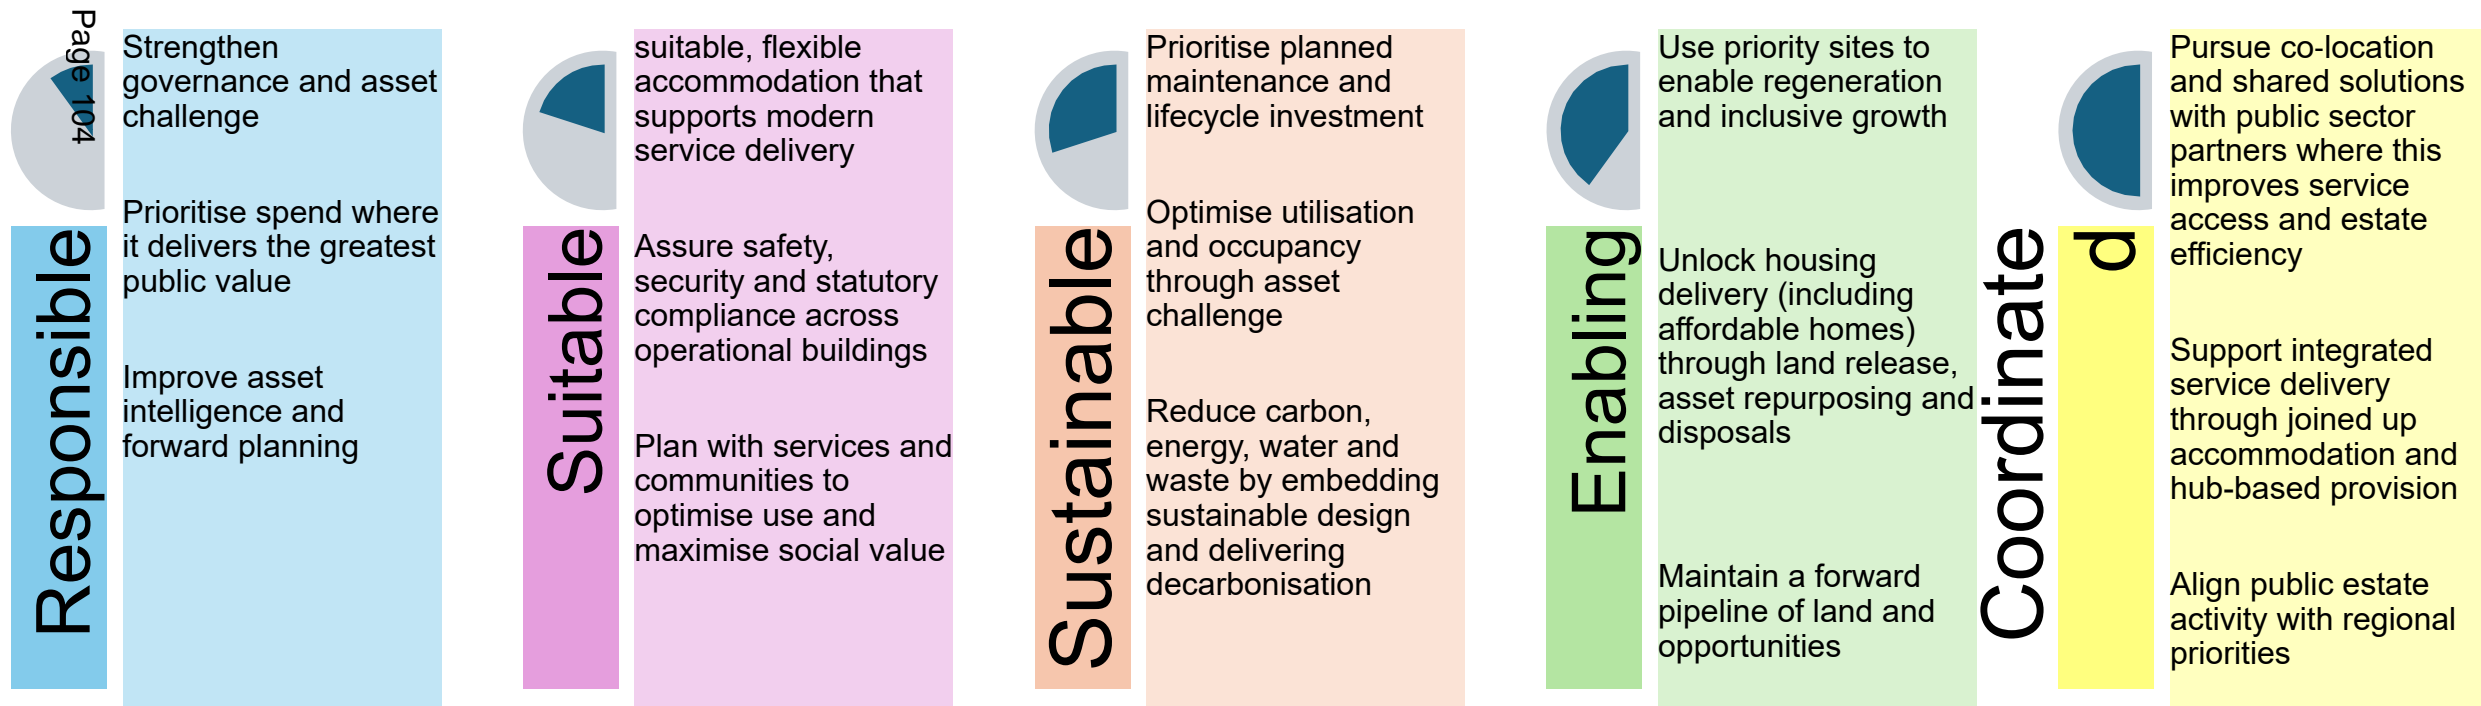 Page 104
Responsible
Strengthen
governance and asset
challenge
Prioritise spend where
it delivers the greatest
public value
Improve asset
intelligence and
forward planning
Suitable
suitable, flexible
accommodation that
supports modern
service delivery
Assure safety,
security and statutory
compliance across
operational buildings
Plan with services and
communities to
optimise use and
maximise social value
Sustainable
Prioritise planned
maintenance and
lifecycle investment
Optimise utilisation
and occupancy
through asset
challenge
Reduce carbon,
energy, water and
waste by embedding
sustainable design
and delivering
decarbonisation
Enabling
Use priority sites to
enable regeneration
and inclusive growth
Unlock housing
delivery (including
affordable homes)
through land release,
asset repurposing and
disposals
Maintain a forward
pipeline of land and
opportunities
Coordinate
d
Pursue co-location
and shared solutions
with public sector
partners where this
improves service
access and estate
efficiency
Support integrated
service delivery
through joined up
accommodation and
hub-based provision
Align public estate
activity with regional
priorities